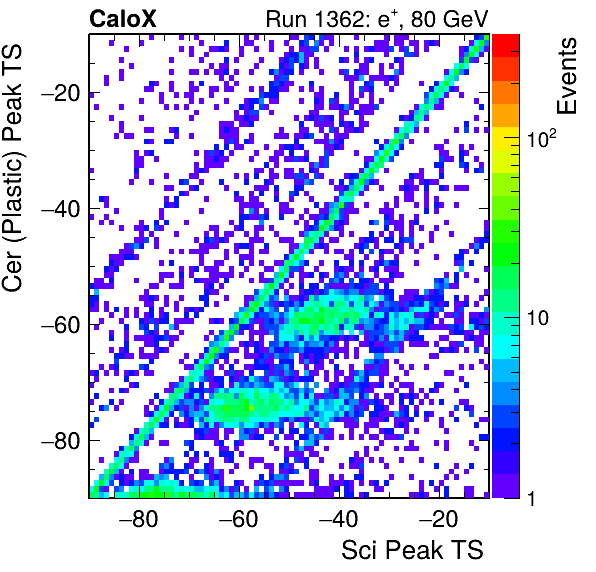 CaloX
Run 1362: e⁺, 80 GeV
Cer (Plastic) Peak TS
Events
−20
−40
−60
−80
10²
10
1
−80 −60 −40 −20
Sci Peak TS